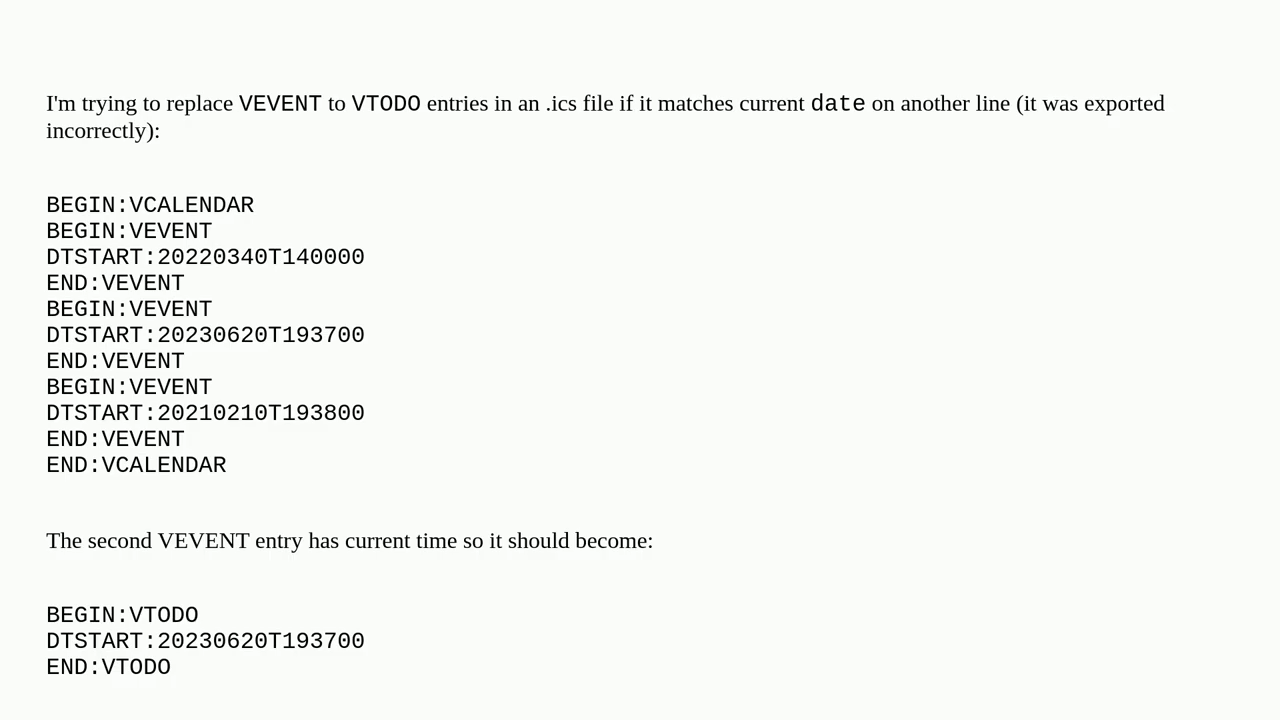 I'm trying to replace VEVENT to VTODO entries in an .ics file if it matches current date on another line (it was exported
incorrectly):
BEGIN:VCALENDAR
BEGIN:VEVENT
DTSTART:20220340T140000
END:VEVENT
BEGIN:VEVENT
DTSTART:20230620T193700
END:VEVENT
BEGIN:VEVENT
DTSTART:20210210T193800
END:VEVENT
END:VCALENDAR
The second VEVENT entry has current time so it should become:
BEGIN:VTODO
DTSTART:20230620T193700
END:VTODO